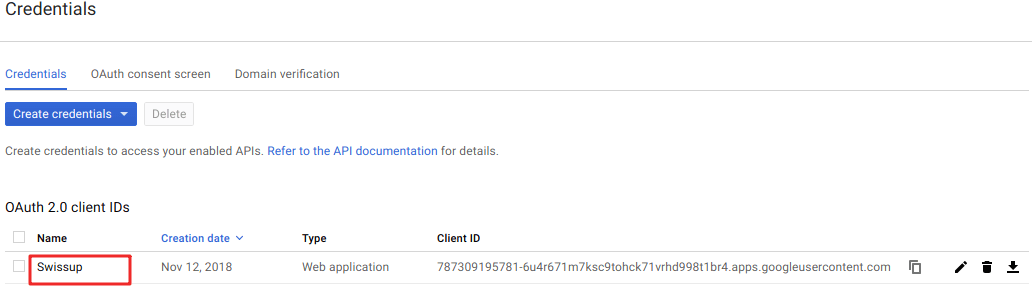 Credentials
Credentials OAuth consent screen Domain verification
Create credentials Delete
Create credentials to access your enabled APIs. Refer to the API documentation for details.
OAuth 2.0 client IDs
Name Creation date Type Client ID
Swissup Nov 12, 2018 Web application 787309195781-6u4r671m7ksc9tohck71vrhd998t1br4.apps.googleusercontent.com